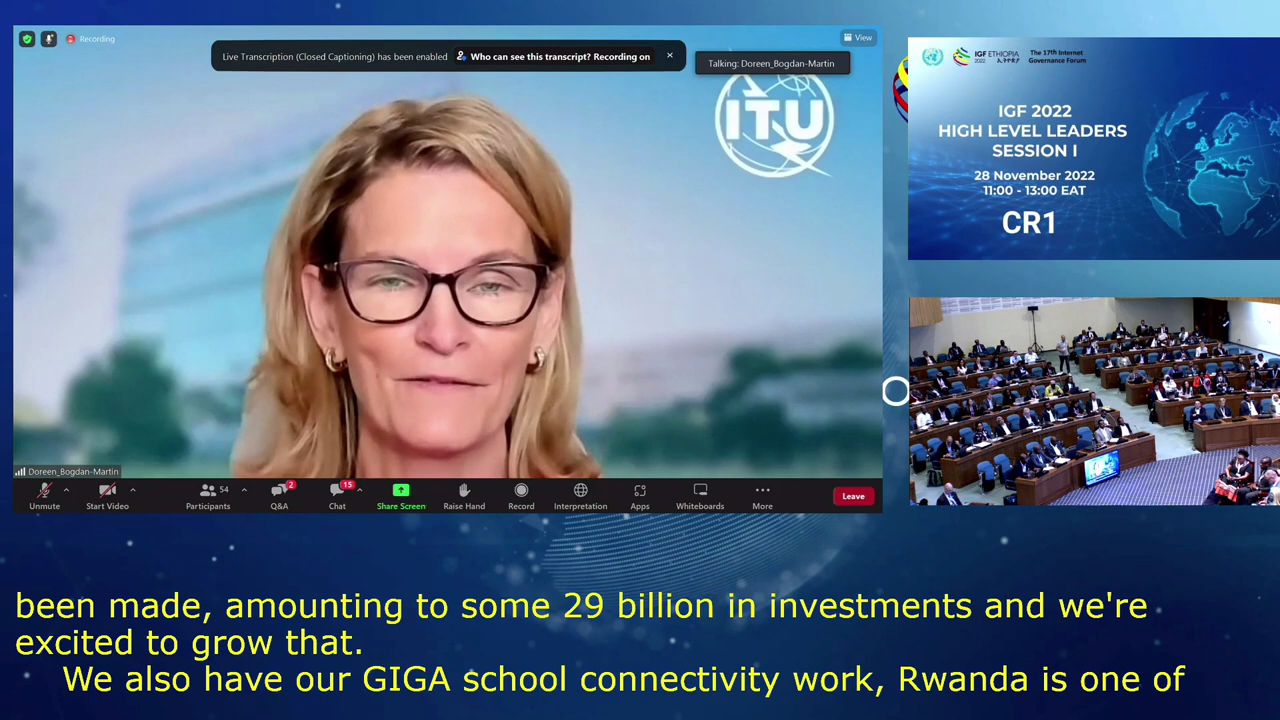 Recording
Live Transcription (Closed Captioning) has been enabled
Who can see this transcript? Recording on
View
Talking: Doreen_Bogdan-Martin
ITU
Doreen_Bogdan-Martin
Unmute
Start Video
54
Participants
2
Q&A
15
Chat
Share Screen
Raise Hand
Record
Interpretation
Apps
Whiteboards
More
Leave
IGF ETHIOPIA
2022 ኢትዮጵያ
The 17th Internet
Governance Forum
IGF 2022
HIGH LEVEL LEADERS
SESSION I
28 November 2022
11:00 - 13:00 EAT
CR1
been made, amounting to some 29 billion in investments and we're
excited to grow that.
We also have our GIGA school connectivity work, Rwanda is one of